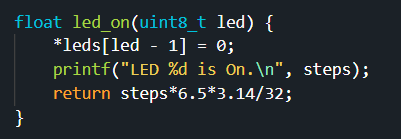 float led_on(uint8_t led) {
    *leds[led - 1] = 0;
    printf("LED %d is On.\n", steps);
    return steps*6.5*3.14/32;
}